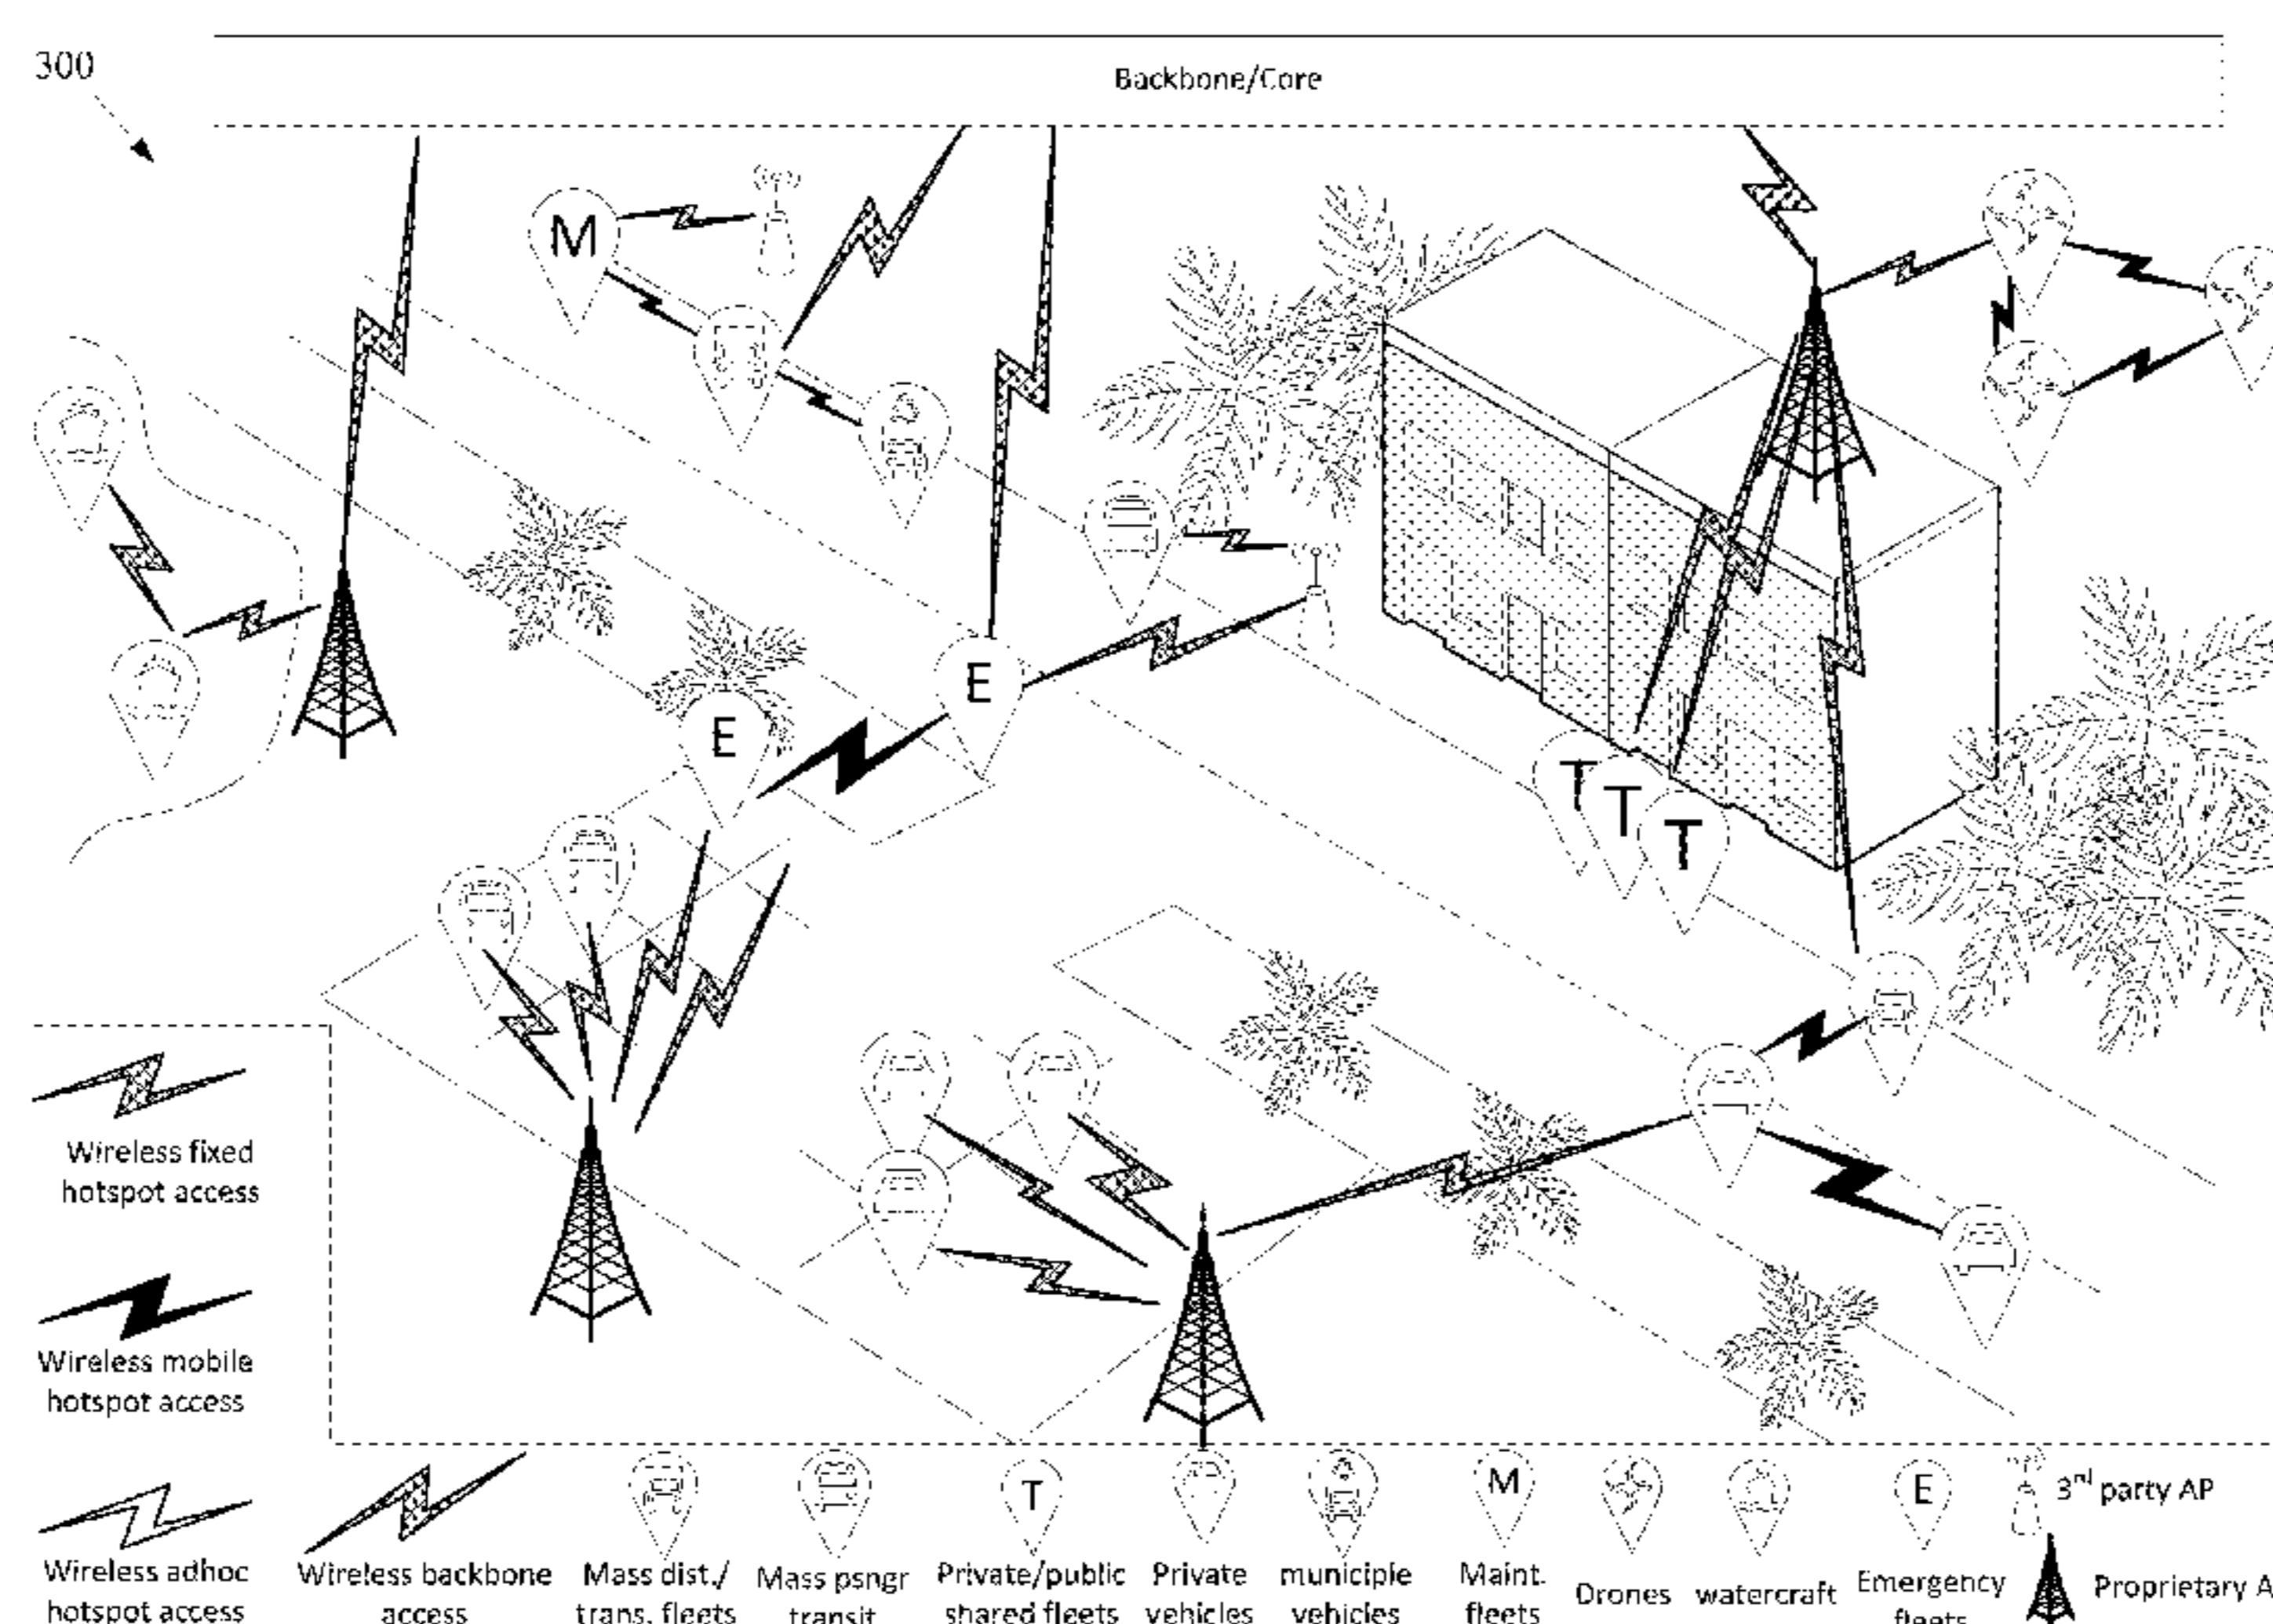 300
Backbone/Core
M
E
E
T
T
T
Wireless fixed
hotspot access
Wireless mobile
hotspot access
Wireless adhoc
hotspot access
Wireless backbone
access
Mass dist./
trans. fleets
Mass psngr
transit
T
Private/public
shared fleets
Private
vehicles
municiple
vehicles
M
Maint.
fleets
Drones
watercraft
E
Emergency
fleets
3rd party AP
Proprietary A